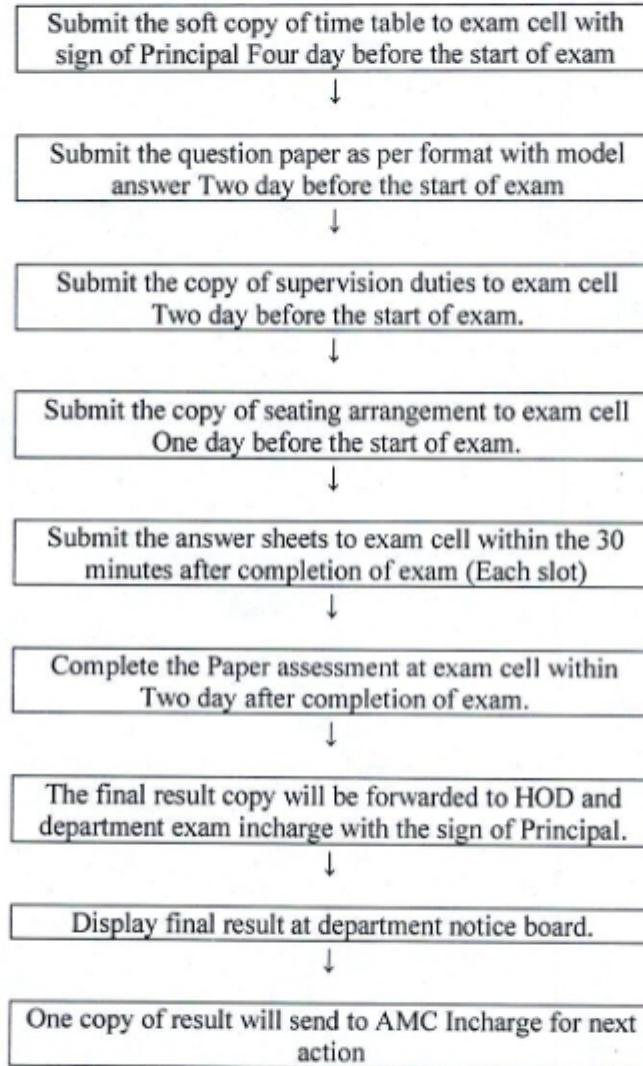 Submit the soft copy of time table to exam cell with
sign of Principal Four day before the start of exam
↓
Submit the question paper as per format with model
answer Two day before the start of exam
↓
Submit the copy of supervision duties to exam cell
Two day before the start of exam.
↓
Submit the copy of seating arrangement to exam cell
One day before the start of exam.
↓
Submit the answer sheets to exam cell within the 30
minutes after completion of exam (Each slot)
↓
Complete the Paper assessment at exam cell within
Two day after completion of exam.
↓
The final result copy will be forwarded to HOD and
department exam incharge with the sign of Principal.
↓
Display final result at department notice board.
↓
One copy of result will send to AMC Incharge for next
action